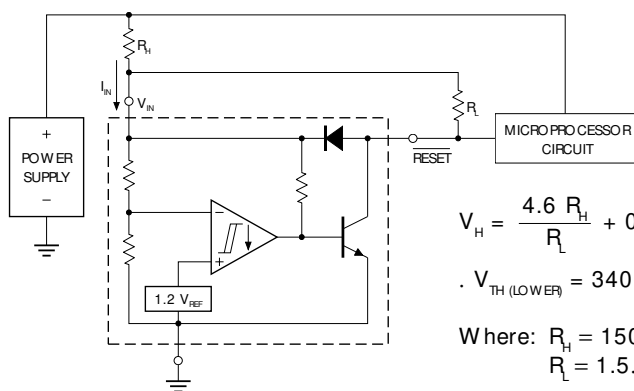 R_H
I_IN
V_IN
R_L
+
POWER
SUPPLY
−
RESET
MICROPROCESSOR
CIRCUIT
−
+
1.2 V_REF
V_H = 4.6 R_H / R_L + 0
. V_TH (LOWER) = 340
Where: R_H = 150
R_L = 1.5.